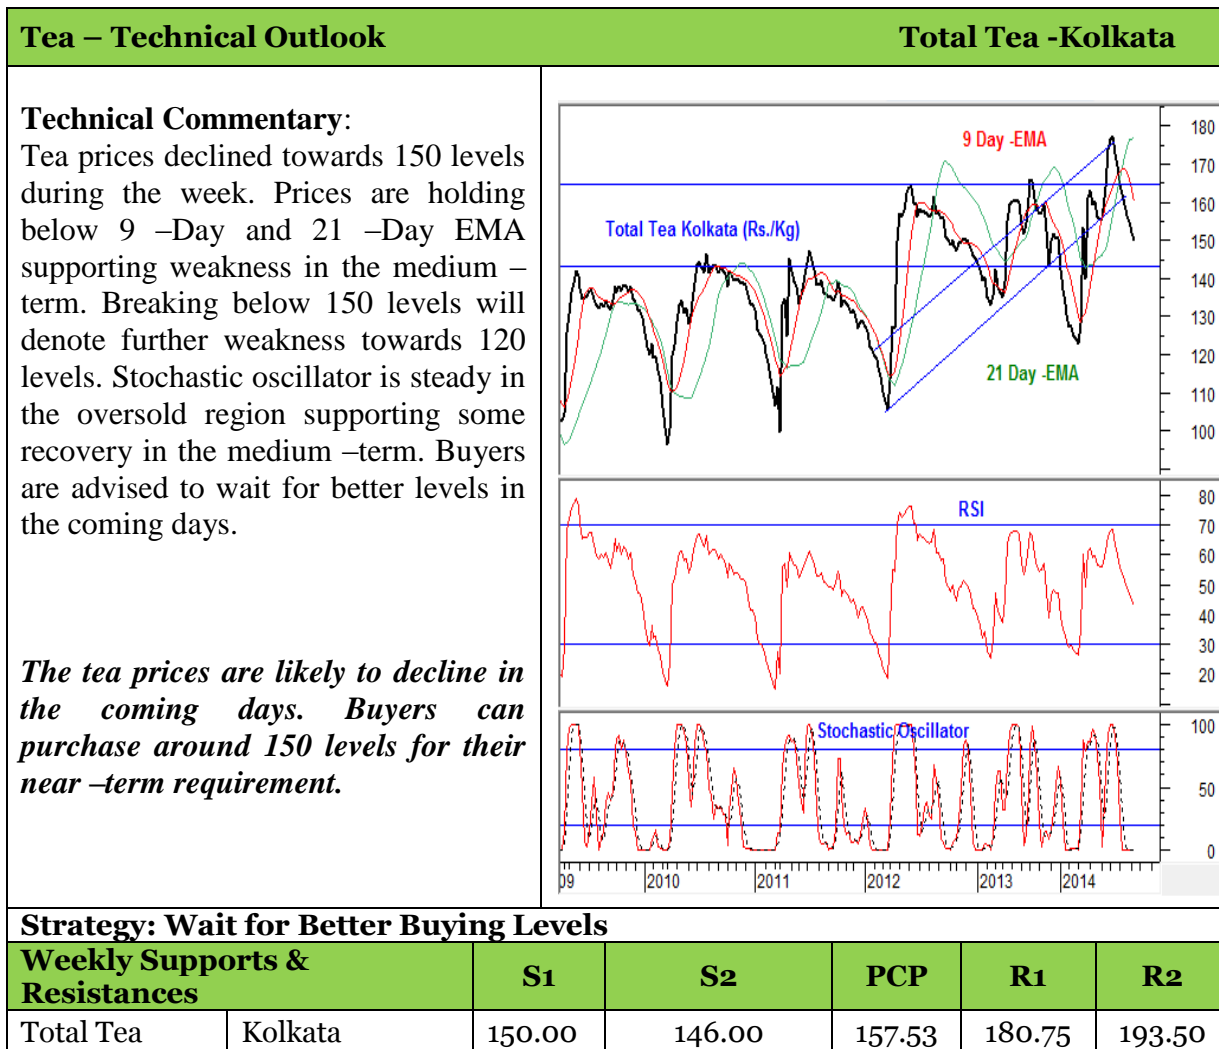 Tea – Technical Outlook Total Tea -Kolkata
Technical Commentary:
Tea prices declined towards 150 levels
during the week. Prices are holding
below 9 –Day and 21 –Day EMA
supporting weakness in the medium –
term. Breaking below 150 levels will
denote further weakness towards 120
levels. Stochastic oscillator is steady in
the oversold region supporting some
recovery in the medium –term. Buyers
are advised to wait for better levels in
the coming days.
The tea prices are likely to decline in
the coming days. Buyers can
purchase around 150 levels for their
near –term requirement.
9 Day -EMA
Total Tea Kolkata (Rs./Kg)
21 Day -EMA
180
170
160
150
140
130
120
110
100
RSI
80
70
60
50
40
30
20
Stochastic Oscillator
100
50
0
09 2010 2011 2012 2013 2014
Strategy: Wait for Better Buying Levels
Weekly Supports &
Resistances
S1 S2 PCP R1 R2
Total Tea Kolkata 150.00 146.00 157.53 180.75 193.50